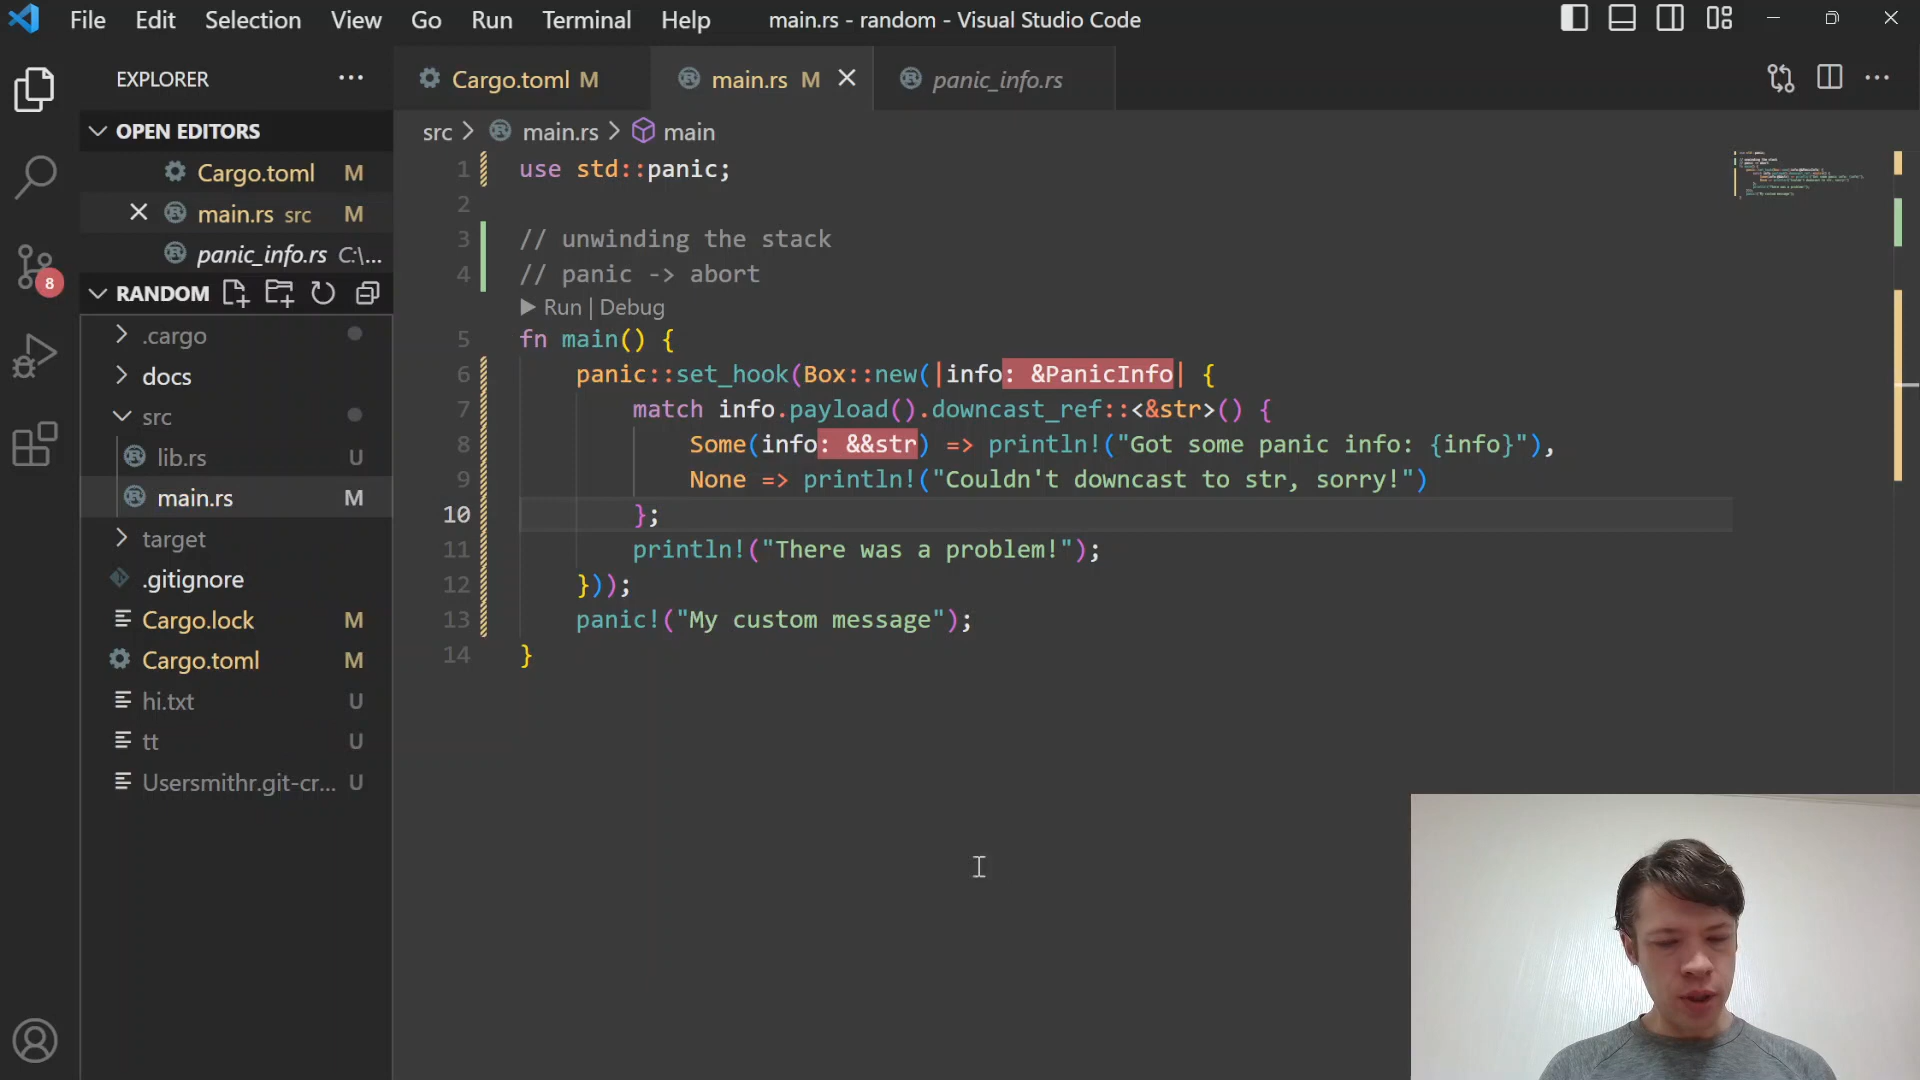 File Edit Selection View Go Run Terminal Help main.rs - random - Visual Studio Code
EXPLORER
Cargo.toml M
main.rs M
panic_info.rs
OPEN EDITORS
Cargo.toml M
main.rs src M
panic_info.rs C:\...
RANDOM
.cargo
docs
src
lib.rs U
main.rs M
target
.gitignore
Cargo.lock M
Cargo.toml M
hi.txt U
tt U
Usersmithr.git-cr... U
8
src > main.rs > main
1 use std::panic;
2
3 // unwinding the stack
4 // panic -> abort
Run | Debug
5 fn main() {
6 panic::set_hook(Box::new(|info: &PanicInfo| {
7 match info.payload().downcast_ref::<&str>() {
8 Some(info: &&str) => println!("Got some panic info: {info}"),
9 None => println!("Couldn't downcast to str, sorry!")
10 };
11 println!("There was a problem!");
12 }));
13 panic!("My custom message");
14 }